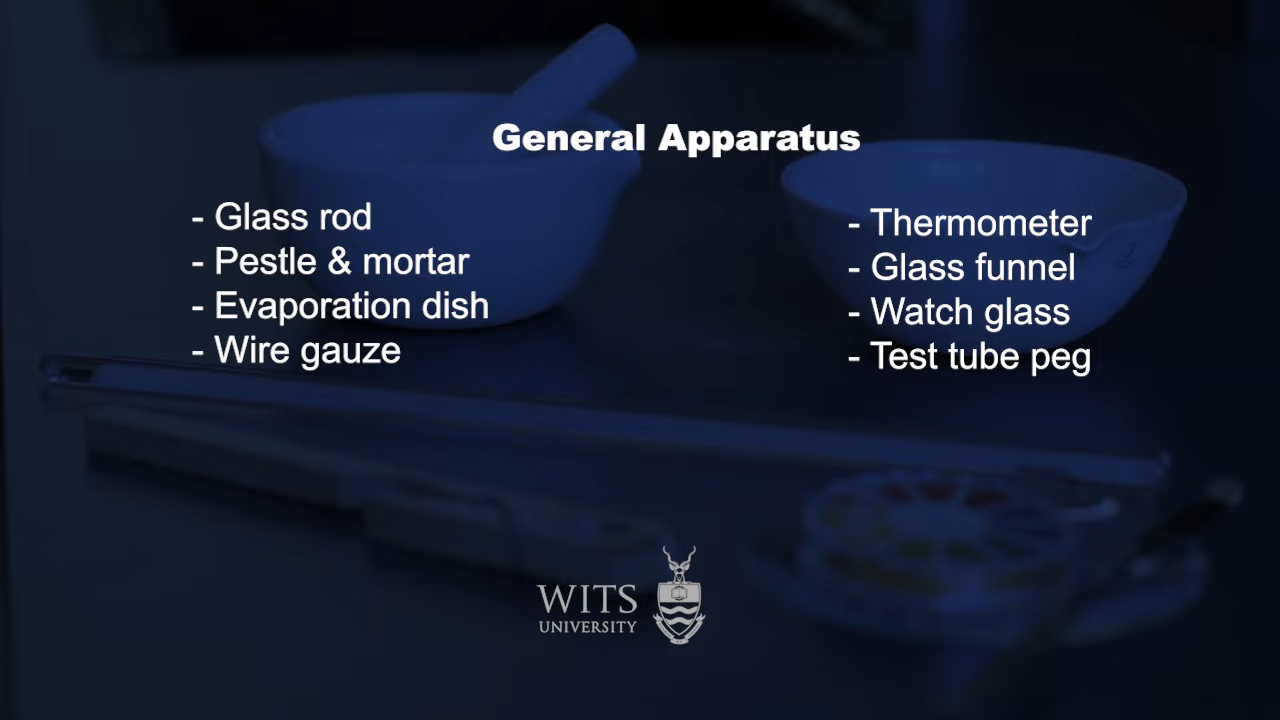 General Apparatus
- Glass rod
- Pestle & mortar
- Evaporation dish
- Wire gauze
- Thermometer
- Glass funnel
- Watch glass
- Test tube peg
WITS
UNIVERSITY